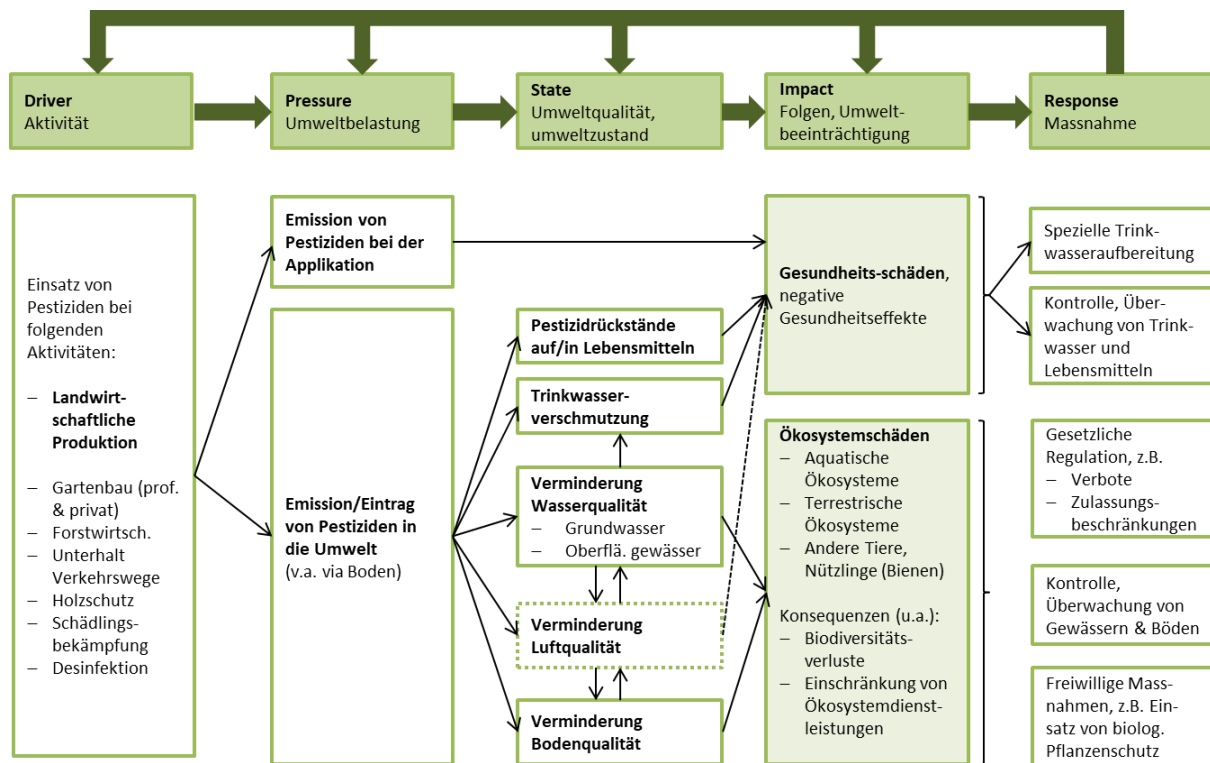 Driver
Aktivität
Pressure
Umweltbelastung
State
Umweltqualität,
umweltzustand
Impact
Folgen, Umwelt-
beeinträchtigung
Response
Massnahme
Einsatz von
Pestiziden bei
folgenden
Aktivitäten:
– Landwirt-
schaftliche
Produktion
– Gartenbau (prof.
& privat)
– Forstwirtsch.
– Unterhalt
Verkehrswege
– Holzschutz
– Schädlings-
bekämpfung
– Desinfektion
Emission von
Pestiziden bei der
Applikation
Emission/Eintrag
von Pestiziden in
die Umwelt
(v.a. via Boden)
Pestizidrückstände
auf/in Lebensmitteln
Trinkwasser-
verschmutzung
Verminderung
Wasserqualität
– Grundwasser
– Oberflä. gewässer
Verminderung
Luftqualität
Verminderung
Bodenqualität
Gesundheits-schäden,
negative
Gesundheitseffekte
Ökosystemschäden
– Aquatische
Ökosysteme
– Terrestrische
Ökosysteme
– Andere Tiere,
Nützlinge (Bienen)
Konsequenzen (u.a.):
– Biodiversitäts-
verluste
– Einschränkung von
Ökosystemdienst-
leistungen
Spezielle Trink-
wasseraufbereitung
Kontrolle, Über-
wachung von Trink-
wasser und
Lebensmitteln
Gesetzliche
Regulation, z.B.
– Verbote
– Zulassungs-
beschränkungen
Kontrolle,
Überwachung von
Gewässern & Böden
Freiwillige Mass-
nahmen, z.B. Ein-
satz von biolog.
Pflanzenschutz